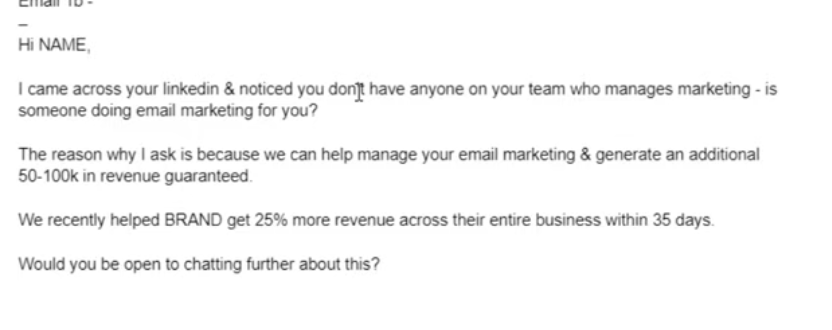 Email 1b -
–
Hi NAME,
I came across your linkedin & noticed you don't have anyone on your team who manages marketing - is
someone doing email marketing for you?
The reason why I ask is because we can help manage your email marketing & generate an additional
50-100k in revenue guaranteed.
We recently helped BRAND get 25% more revenue across their entire business within 35 days.
Would you be open to chatting further about this?